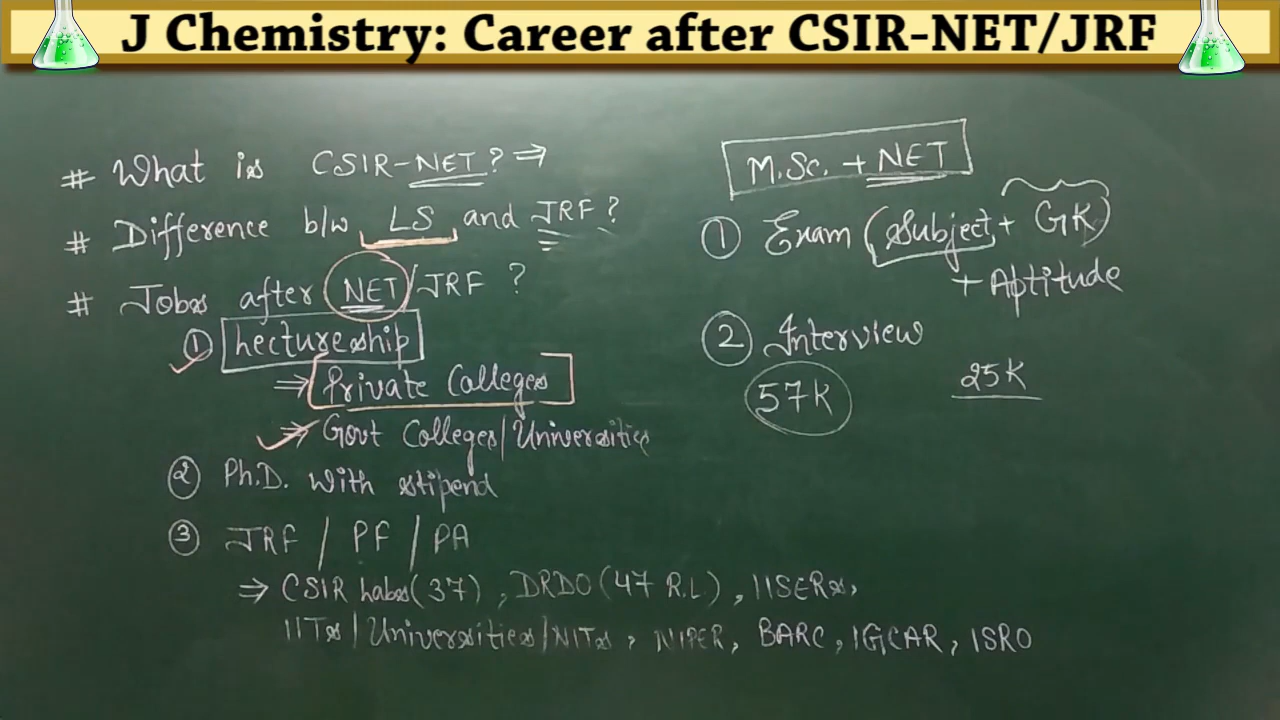 J Chemistry: Career after CSIR-NET/JRF
# What is CSIR-NET? ⇒
# Difference b/w LS and JRF?
# Jobs after NET/JRF ?
① Lectureship
⇒ Private Colleges
⇒ Govt Colleges/Universities
② Ph.D. With stipend
③ JRF / PF / PA
⇒ CSIR Labs(37), DRDO(47 R.L), IISERs,
IITs/Universities/NITs, NIPER, BARC, IGCAR, ISRO
M.Sc. + NET
① Exam (Subject + GK)
+ Aptitude
② Interview
57K 25K